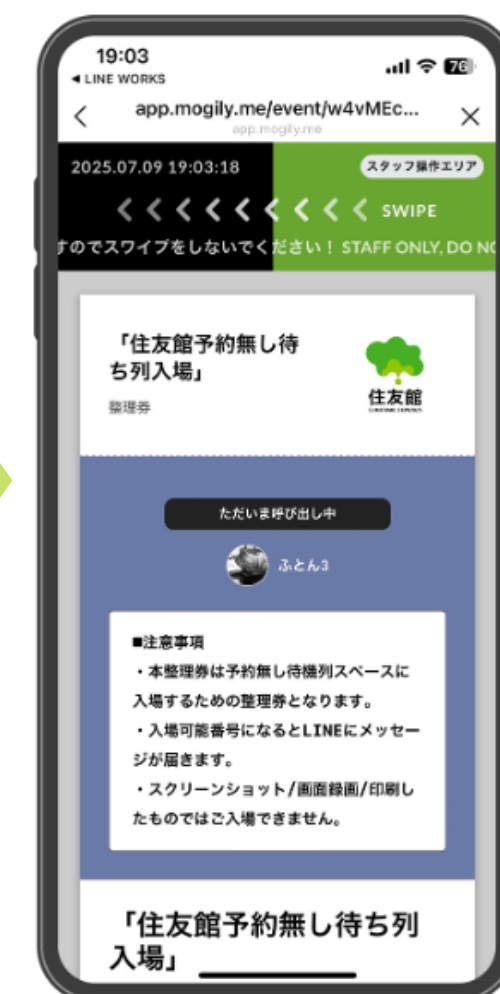 19:03
76
◀ LINE WORKS
app.mogily.me/event/w4vMEc...
app.mogily.me
2025.07.09 19:03:18
スタッフ操作エリア
SWIPE
すのでスワイプをしないでください! STAFF ONLY, DO NO
「住友館予約無し待
ち列入場」
整理券
住友館
ただいま呼び出し中
ふとん3
■注意事項
・本整理券は予約無し待機列スペースに
入場するための整理券となります。
・入場可能番号になるとLINEにメッセー
ジが届きます。
・スクリーンショット/画面録画/印刷し
たものではご入場できません。
「住友館予約無し待ち列
入場」